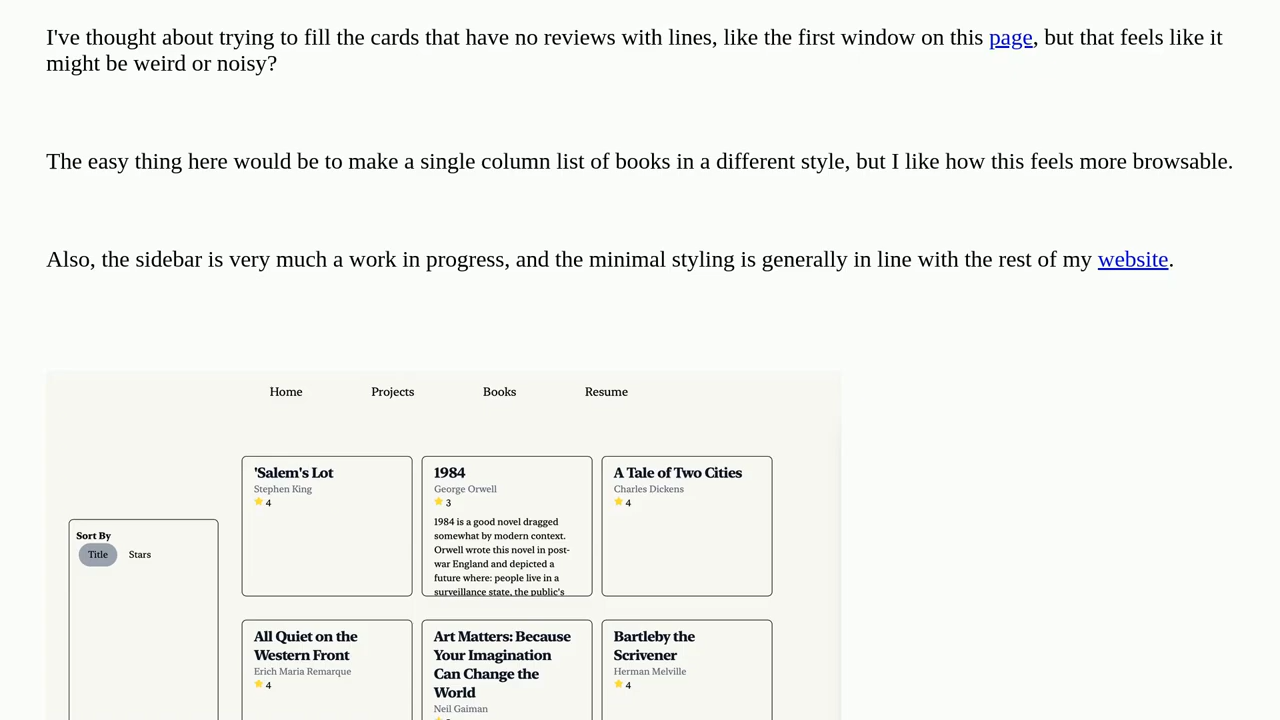 I've thought about trying to fill the cards that have no reviews with lines, like the first window on this page, but that feels like it
might be weird or noisy?
The easy thing here would be to make a single column list of books in a different style, but I like how this feels more browsable.
Also, the sidebar is very much a work in progress, and the minimal styling is generally in line with the rest of my website.
Home Projects Books Resume
Sort By
Title Stars
'Salem's Lot
Stephen King
4
1984
George Orwell
3
1984 is a good novel dragged
somewhat by modern context.
Orwell wrote this novel in post-
war England and depicted a
future where: people live in a
surveillance state, the public's
A Tale of Two Cities
Charles Dickens
4
All Quiet on the
Western Front
Erich Maria Remarque
4
Art Matters: Because
Your Imagination
Can Change the
World
Neil Gaiman
Bartleby the
Scrivener
Herman Melville
4